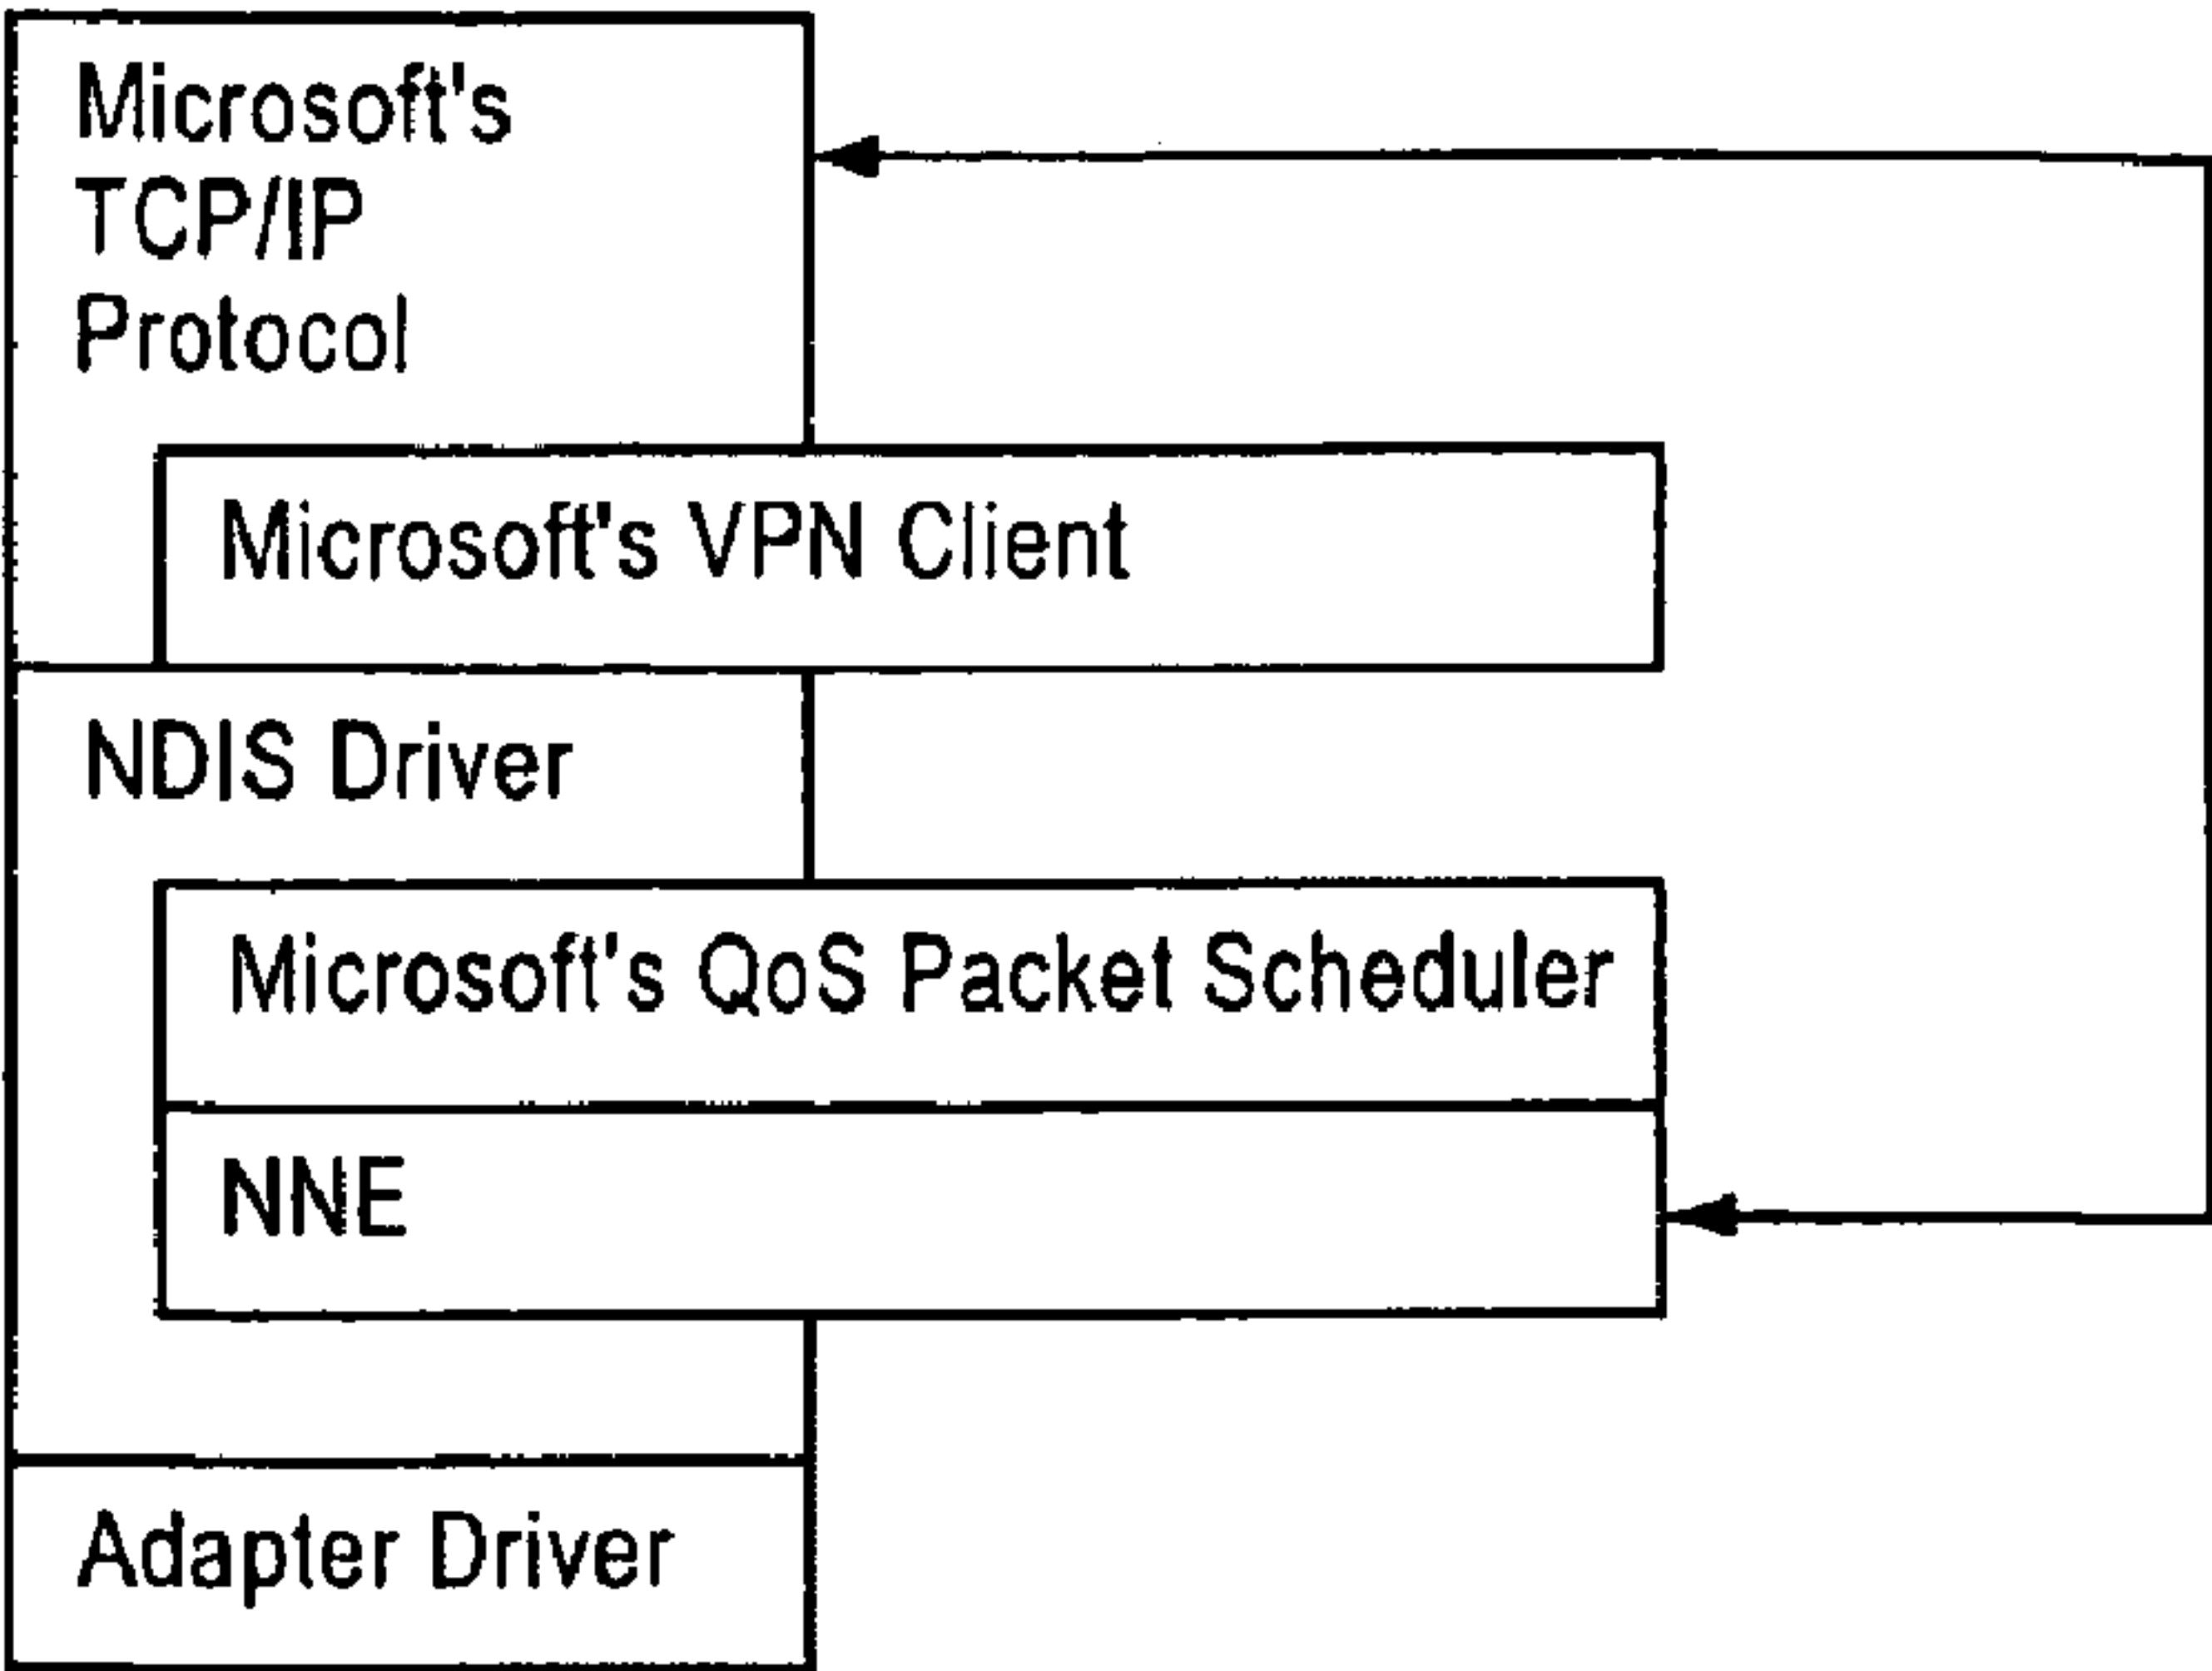 Microsoft's
TCP/IP
Protocol
Microsoft's VPN Client
NDIS Driver
Microsoft's QoS Packet Scheduler
NNE
Adapter Driver